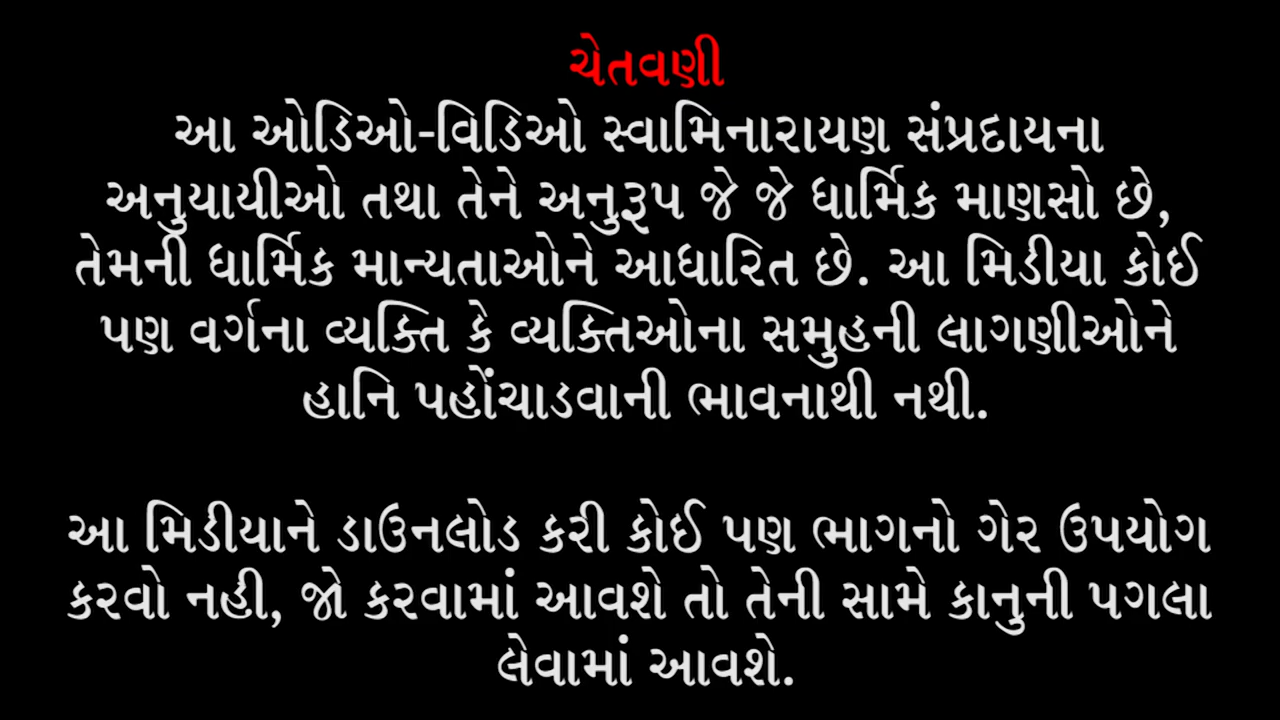 ચેતવણી
આ ઓડિઓ-વિડિઓ સ્વામિનારાયણ સંપ્રદાયના
અનુયાયીઓ તથા તેને અનુરૂપ જે જે ધાર્મિક માણસો છે,
તેમની ધાર્મિક માન્યતાઓને આધારિત છે. આ મિડીયા કોઈ
પણ વર્ગના વ્યક્તિ કે વ્યક્તિઓના સમુહની લાગણીઓને
હાનિ પહોંચાડવાની ભાવનાથી નથી.
આ મિડીયાને ડાઉનલોડ કરી કોઈ પણ ભાગનો ગેર ઉપયોગ
કરવો નહી, જો કરવામાં આવશે તો તેની સામે કાનુની પગલા
લેવામાં આવશે.